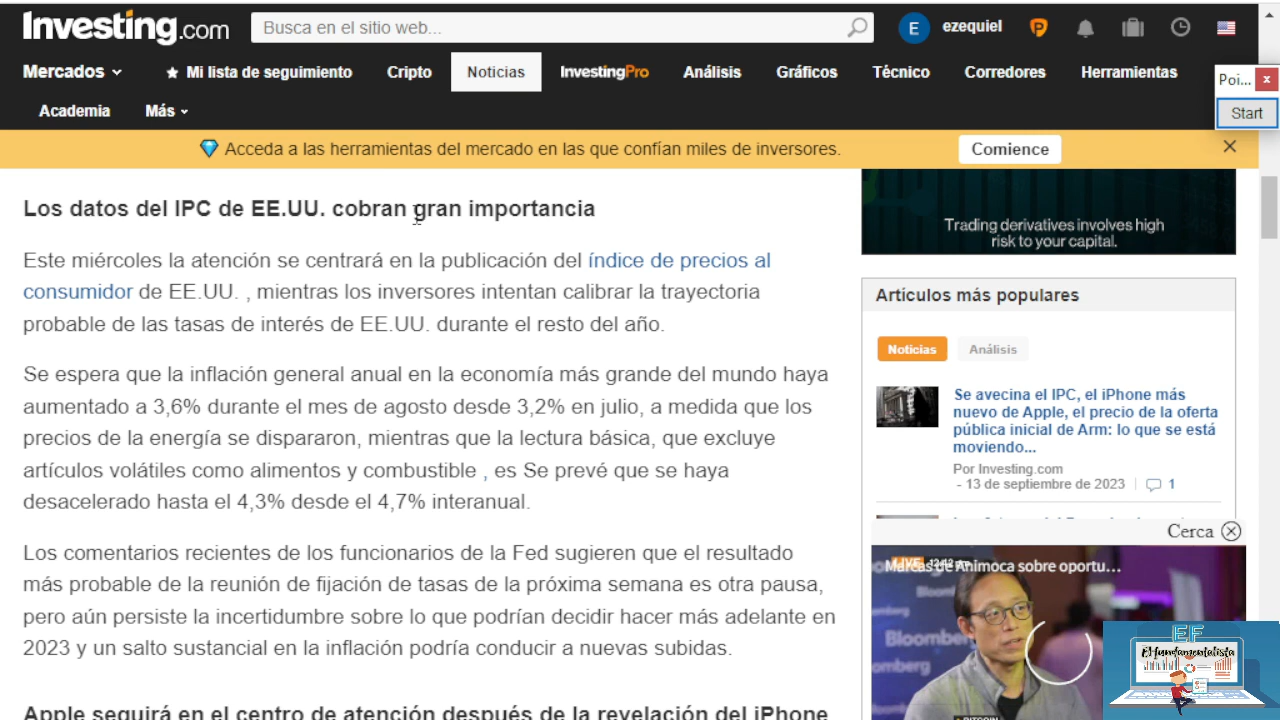 Investing.com
Busca en el sitio web...
E
ezequiel
P
Mercados
★ Mi lista de seguimiento
Cripto
Noticias
InvestingPro
Análisis
Gráficos
Técnico
Corredores
Herramientas
Academia
Más
Poi... x
Start
Acceda a las herramientas del mercado en las que confían miles de inversores.
Comience
Los datos del IPC de EE.UU. cobran gran importancia
Este miércoles la atención se centrará en la publicación del índice de precios al
consumidor de EE.UU. , mientras los inversores intentan calibrar la trayectoria
probable de las tasas de interés de EE.UU. durante el resto del año.
Se espera que la inflación general anual en la economía más grande del mundo haya
aumentado a 3,6% durante el mes de agosto desde 3,2% en julio, a medida que los
precios de la energía se dispararon, mientras que la lectura básica, que excluye
artículos volátiles como alimentos y combustible , es Se prevé que se haya
desacelerado hasta el 4,3% desde el 4,7% interanual.
Los comentarios recientes de los funcionarios de la Fed sugieren que el resultado
más probable de la reunión de fijación de tasas de la próxima semana es otra pausa,
pero aún persiste la incertidumbre sobre lo que podrían decidir hacer más adelante en
2023 y un salto sustancial en la inflación podría conducir a nuevas subidas.
Apple seguirá en el centro de atención después de la revelación del iPhone
Trading derivatives involves high
risk to your capital.
Artículos más populares
Noticias
Análisis
Se avecina el IPC, el iPhone más
nuevo de Apple, el precio de la oferta
pública inicial de Arm: lo que se está
moviendo...
Por Investing.com
- 13 de septiembre de 2023
1
Cerca
Marcas de Animoca sobre oportu...
LIVE
Bloomberg
BITCOIN
EF
El fundamentalista